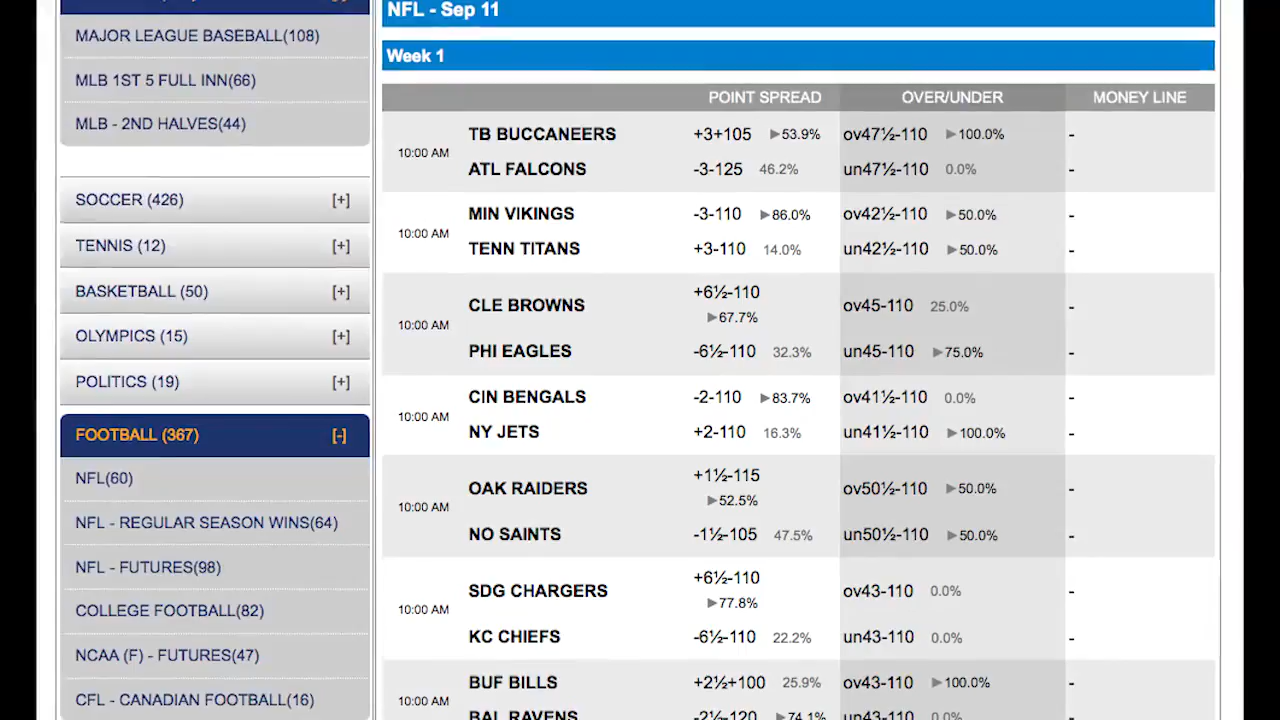 NFL - Sep 11
Week 1
MAJOR LEAGUE BASEBALL(108)
MLB 1ST 5 FULL INN(66)
MLB - 2ND HALVES(44)
SOCCER (426) [+]
TENNIS (12) [+]
BASKETBALL (50) [+]
OLYMPICS (15) [+]
POLITICS (19) [+]
FOOTBALL (367) [-]
NFL(60)
NFL - REGULAR SEASON WINS(64)
NFL - FUTURES(98)
COLLEGE FOOTBALL(82)
NCAA (F) - FUTURES(47)
CFL - CANADIAN FOOTBALL(16)
POINT SPREAD OVER/UNDER MONEY LINE
10:00 AM
TB BUCCANEERS +3+105 ▶53.9% ov47½-110 ▶100.0% -
ATL FALCONS -3-125 46.2% un47½-110 0.0% -
10:00 AM
MIN VIKINGS -3-110 ▶86.0% ov42½-110 ▶50.0% -
TENN TITANS +3-110 14.0% un42½-110 ▶50.0% -
10:00 AM
CLE BROWNS +6½-110 ▶67.7% ov45-110 25.0% -
PHI EAGLES -6½-110 32.3% un45-110 ▶75.0% -
10:00 AM
CIN BENGALS -2-110 ▶83.7% ov41½-110 0.0% -
NY JETS +2-110 16.3% un41½-110 ▶100.0% -
10:00 AM
OAK RAIDERS +1½-115 ▶52.5% ov50½-110 ▶50.0% -
NO SAINTS -1½-105 47.5% un50½-110 ▶50.0% -
10:00 AM
SDG CHARGERS +6½-110 ▶77.8% ov43-110 0.0% -
KC CHIEFS -6½-110 22.2% un43-110 0.0% -
10:00 AM
BUF BILLS +2½+100 25.9% ov43-110 ▶100.0% -
BAL RAVENS -2½-120 ▶74.1% un43-110 0.0% -